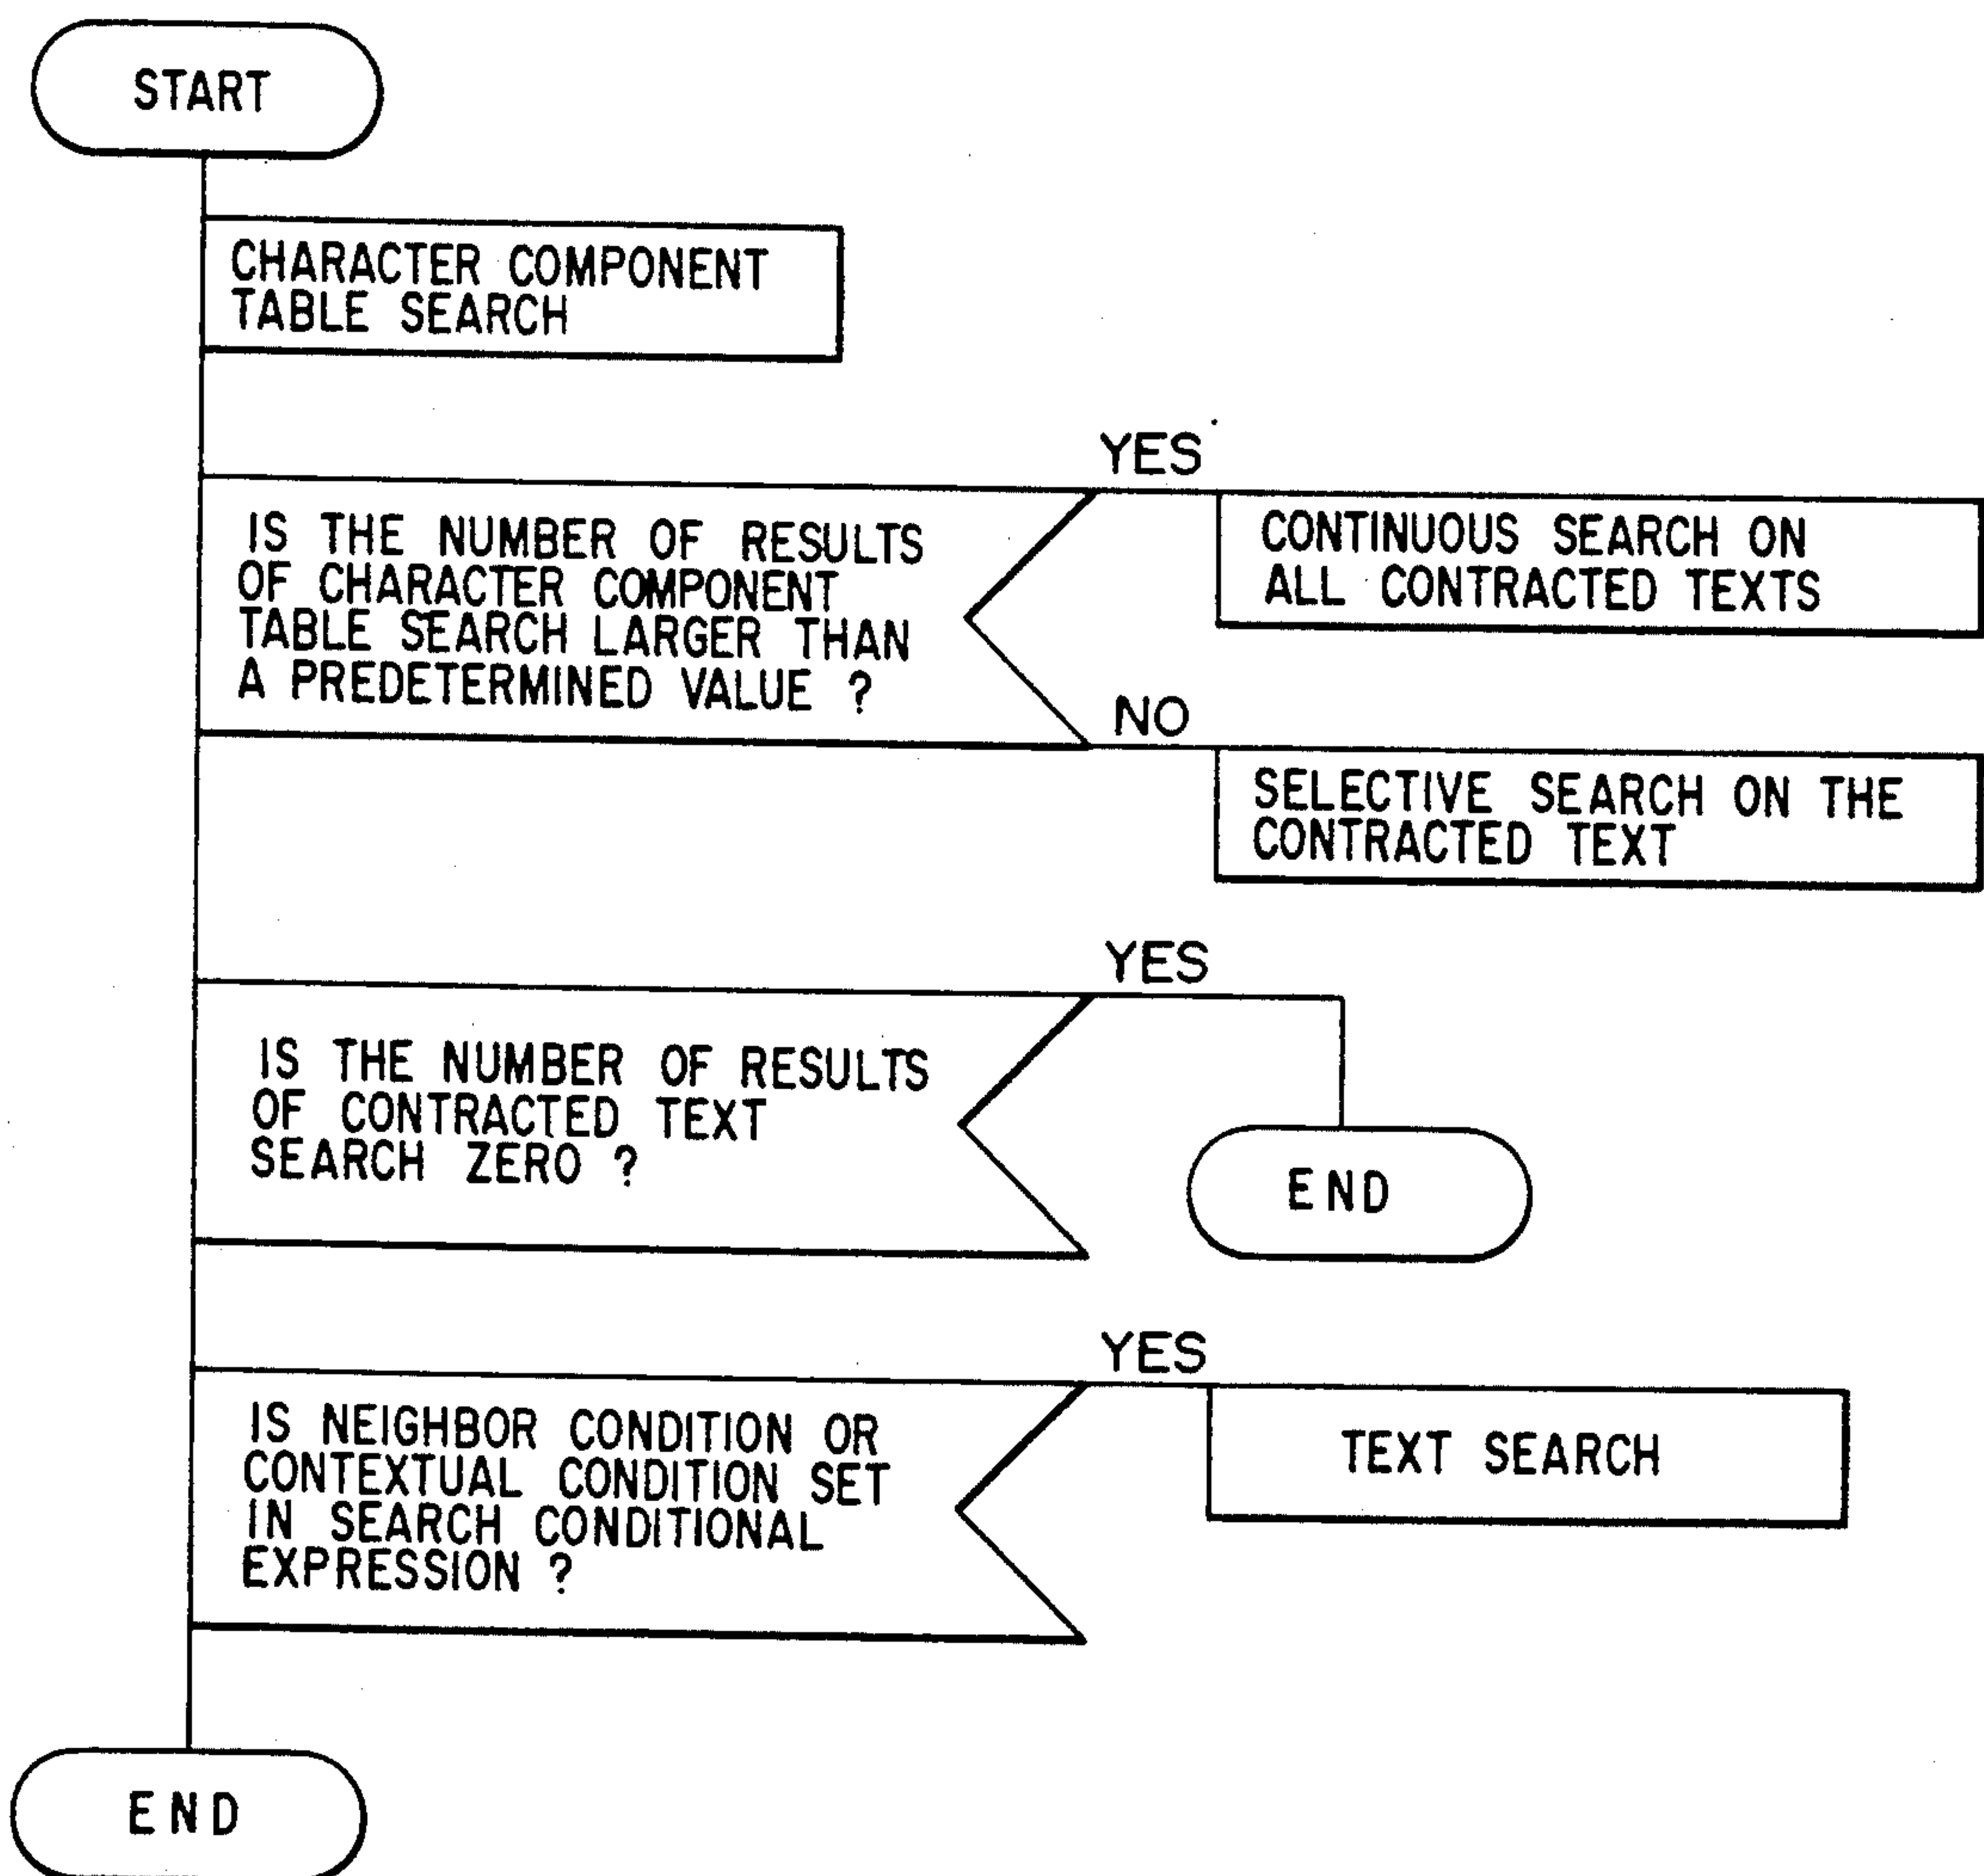 START
CHARACTER COMPONENT
TABLE SEARCH
YES
IS THE NUMBER OF RESULTS
OF CHARACTER COMPONENT
TABLE SEARCH LARGER THAN
A PREDETERMINED VALUE ?
CONTINUOUS SEARCH ON
ALL CONTRACTED TEXTS
NO
SELECTIVE SEARCH ON THE
CONTRACTED TEXT
YES
IS THE NUMBER OF RESULTS
OF CONTRACTED TEXT
SEARCH ZERO ?
END
YES
IS NEIGHBOR CONDITION OR
CONTEXTUAL CONDITION SET
IN SEARCH CONDITIONAL
EXPRESSION ?
TEXT SEARCH
END